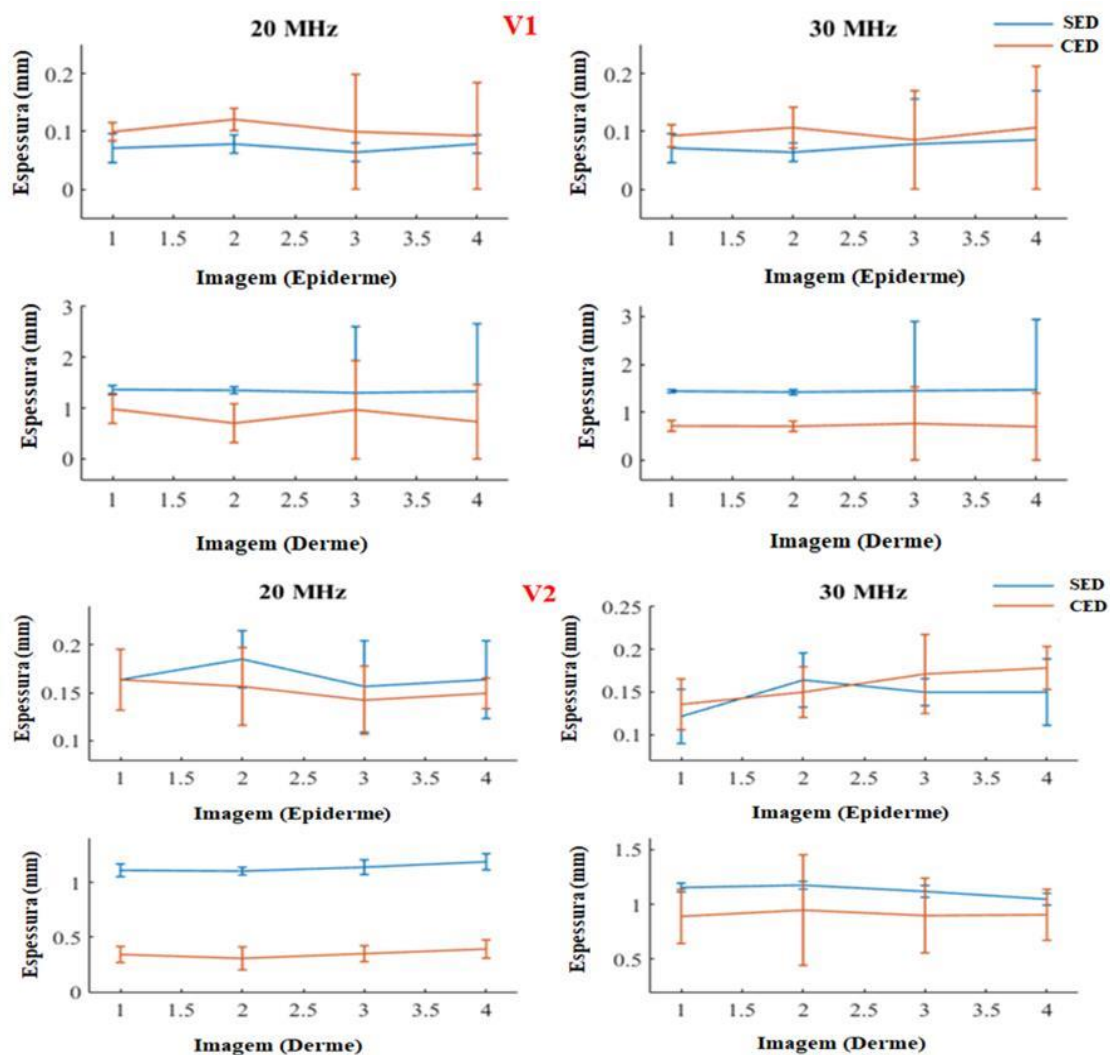 20 MHz V1 30 MHz SED
CED
Espessura (mm) 0.2 0.1 0
1 1.5 2 2.5 3 3.5 4
Imagem (Epiderme)
Espessura (mm) 0.2 0.1 0
1 1.5 2 2.5 3 3.5 4
Imagem (Epiderme)
Espessura (mm) 3 2 1 0
1 1.5 2 2.5 3 3.5 4
Imagem (Derme)
Espessura (mm) 3 2 1 0
1 1.5 2 2.5 3 3.5 4
Imagem (Derme)
20 MHz V2 30 MHz SED
CED
Espessura (mm) 0.2 0.15 0.1
1 1.5 2 2.5 3 3.5 4
Imagem (Epiderme)
Espessura (mm) 0.25 0.2 0.15 0.1
1 1.5 2 2.5 3 3.5 4
Imagem (Epiderme)
Espessura (mm) 1 0.5 0
1 1.5 2 2.5 3 3.5 4
Imagem (Derme)
Espessura (mm) 1.5 1 0.5
1 1.5 2 2.5 3 3.5 4
Imagem (Derme)